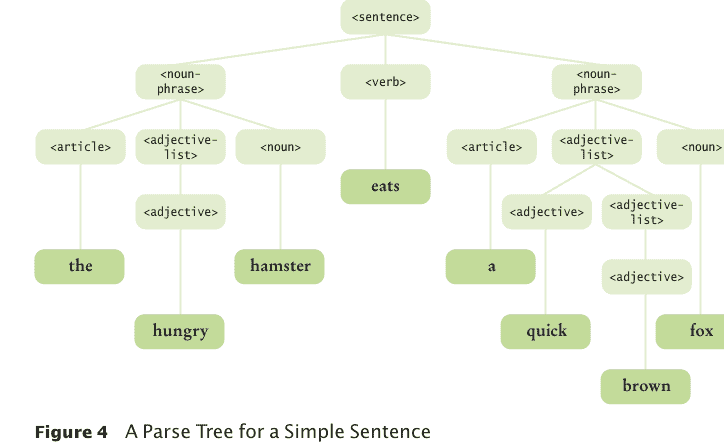 <sentence>
<noun-
phrase>
<verb>
<noun-
phrase>
<article>
<adjective-
list>
<noun>
<article>
<adjective-
list>
<noun>
eats
<adjective>
<adjective>
<adjective-
list>
the
hamster
a
<adjective>
hungry
quick
fox
brown
Figure 4 A Parse Tree for a Simple Sentence